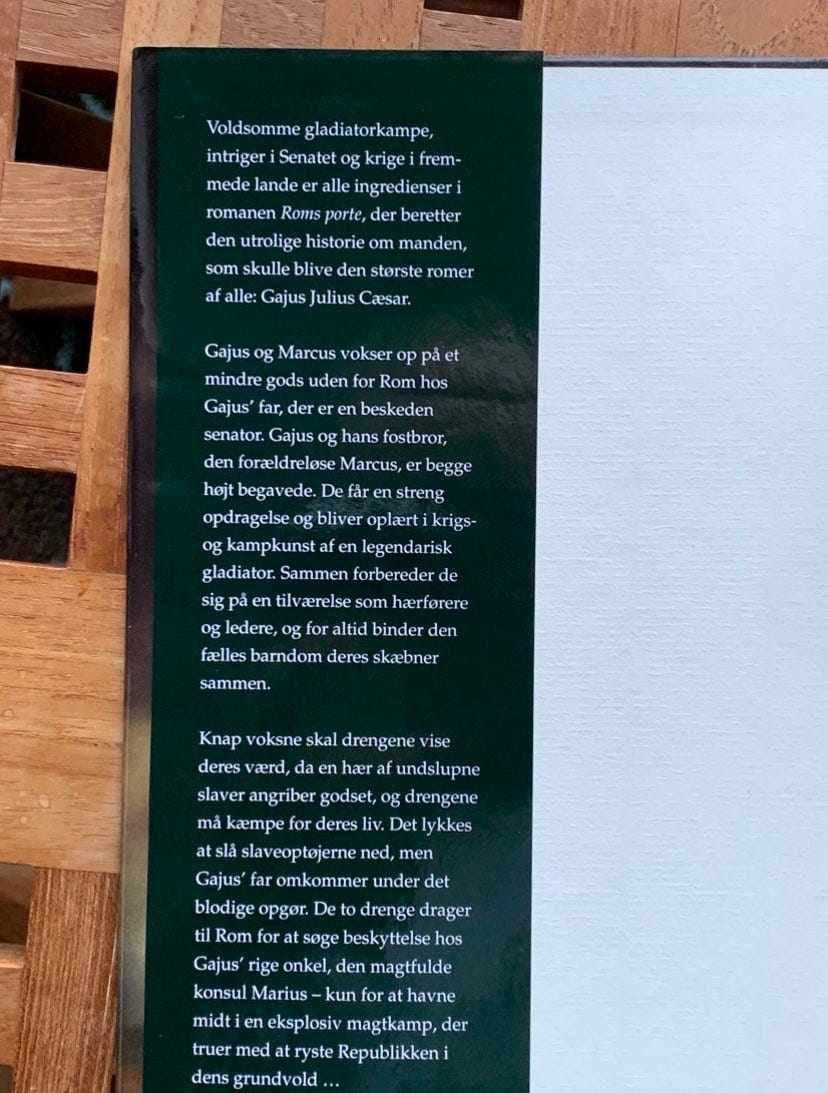 Voldsomme gladiatorkampe,
intriger i Senatet og krige i frem-
mede lande er alle ingredienser i
romanen Roms porte, der beretter
den utrolige historie om manden,
som skulle blive den største romer
af alle: Gajus Julius Cæsar.
Gajus og Marcus vokser op på et
mindre gods uden for Rom hos
Gajus’ far, der er en beskeden
senator. Gajus og hans fostbror,
den forældreløse Marcus, er begge
højt begavede. De får en streng
opdragelse og bliver oplært i krigs-
og kampkunst af en legendarisk
gladiator. Sammen forbereder de
sig på en tilværelse som hærførere
og ledere, og for altid binder den
fælles barndom deres skæbner
sammen.
Knap voksne skal drengene vise
deres værd, da en hær af undslupne
slaver angriber godset, og drengene
må kæmpe for deres liv. Det lykkes
at slå slaveoptøjerne ned, men
Gajus’ far omkommer under det
blodige opgør. De to drenge drager
til Rom for at søge beskyttelse hos
Gajus’ rige onkel, den magtfulde
konsul Marius – kun for at havne
midt i en eksplosiv magtkamp, der
truer med at ryste Republikken i
dens grundvold …